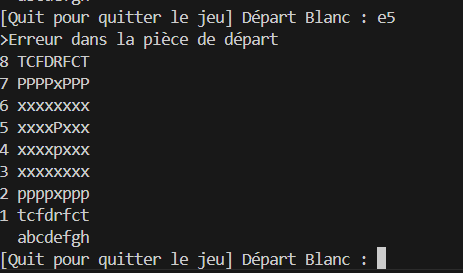 [Quit pour quitter le jeu] Départ Blanc : e5
>Erreur dans la pièce de départ
8 TCFDRFCT
7 PPPPxPPP
6 xxxxxxxx
5 xxxxPxxx
4 xxxxpxxx
3 xxxxxxxx
2 ppppxppp
1 tcfdrfct
abcdefgh
[Quit pour quitter le jeu] Départ Blanc :